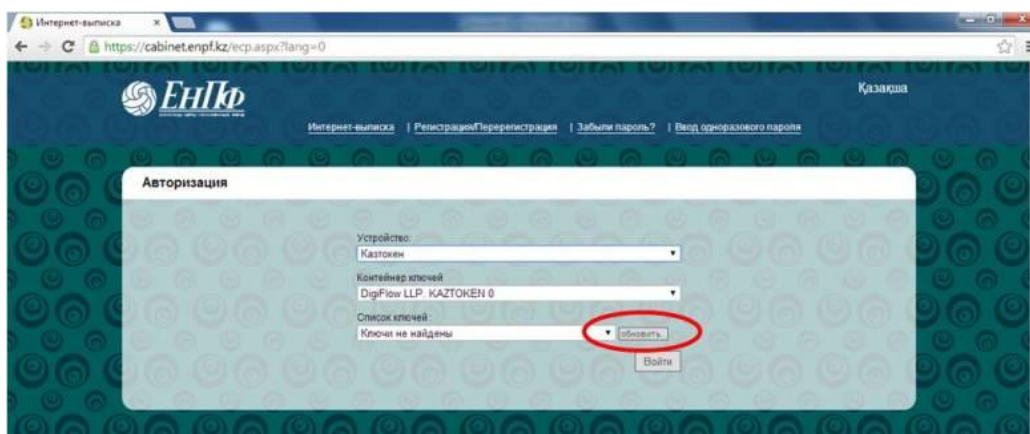 Интернет-выписка
https://cabinet.enpf.kz/ecp.aspx?lang=0
ЕНПФ
Қазақша
Интернет-выписка | Регистрация/Перерегистрация | Забыли пароль? | Ввод одноразового пароля
Авторизация
Устройство:
Казтокен
Контейнер ключей
DigiFlow LLP. KAZTOKEN 0
Список ключей :
Ключи не найдены
обновить
Войти